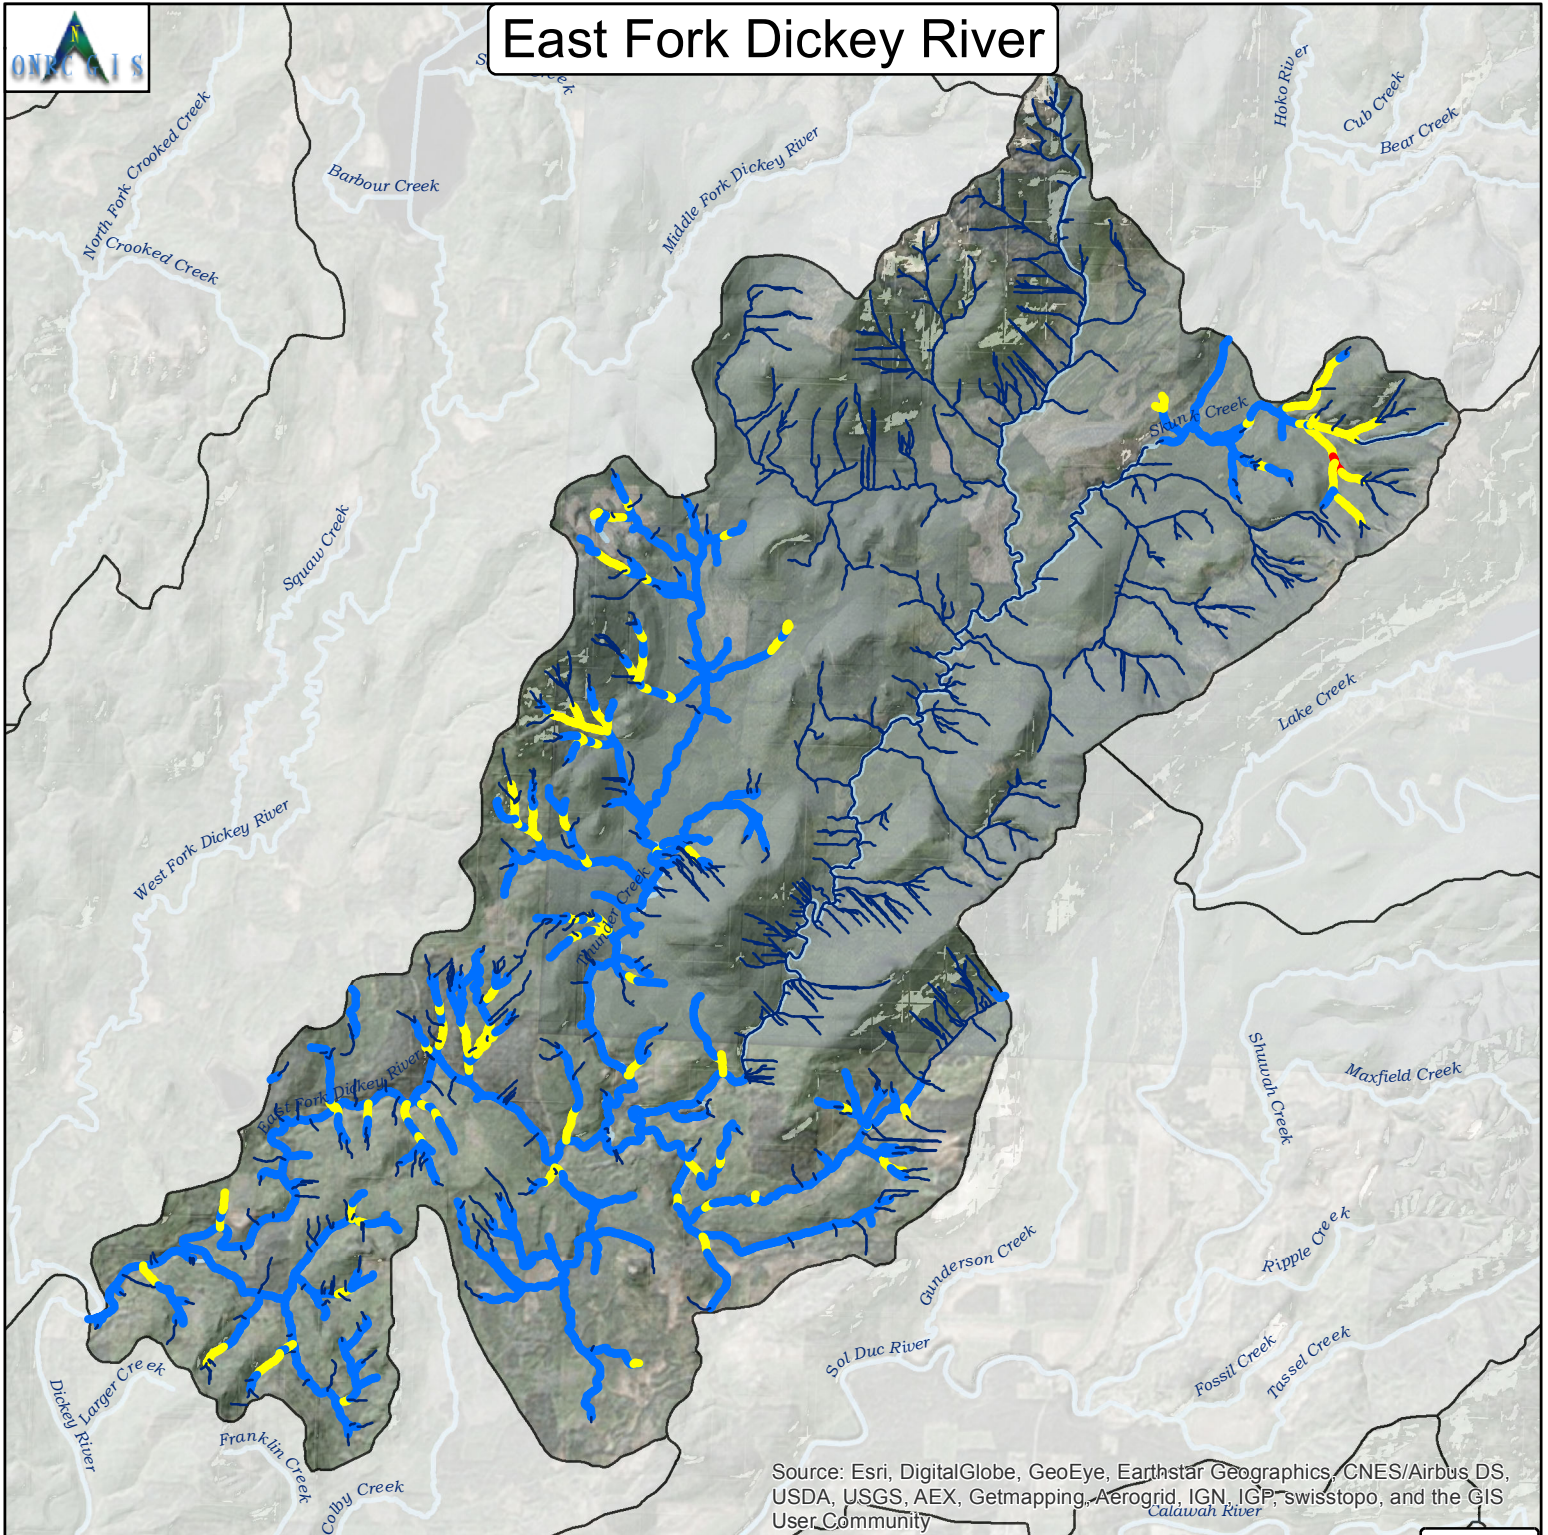 East Fork Dickey River
N
ONRC GIS
Hoko River
Cub Creek
Bear Creek
North Fork Crooked Creek
Crooked Creek
Barbour Creek
Middle Fork Dickey River
Skunk Creek
Squaw Creek
Lake Creek
West Fork Dickey River
Thunder Creek
East Fork Dickey River
Shuwah Creek
Maxfield Creek
Gunderson Creek
Ripple Creek
Sol Duc River
Fossil Creek
Tassel Creek
Dickey River
Larger Creek
Franklin Creek
Colby Creek
Source: Esri, DigitalGlobe, GeoEye, Earthstar Geographics, CNES/Airbus DS,
USDA, USGS, AEX, Getmapping, Aerogrid, IGN, IGP, swisstopo, and the GIS
User Community
Calawah River